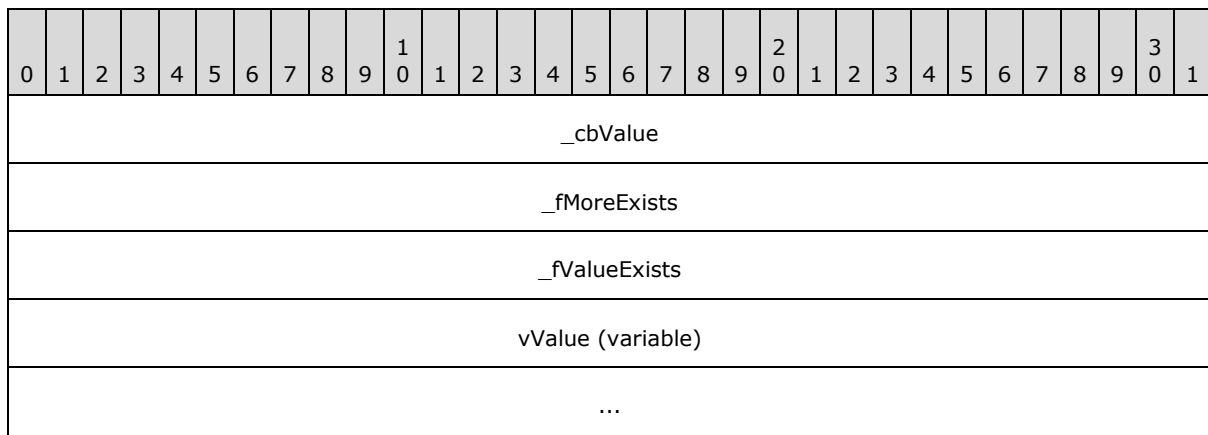 1 2 3
0 1 2 3 4 5 6 7 8 9 0 1 2 3 4 5 6 7 8 9 0 1 2 3 4 5 6 7 8 9 0 1
_cbValue
_fMoreExists
_fValueExists
vValue (variable)
...